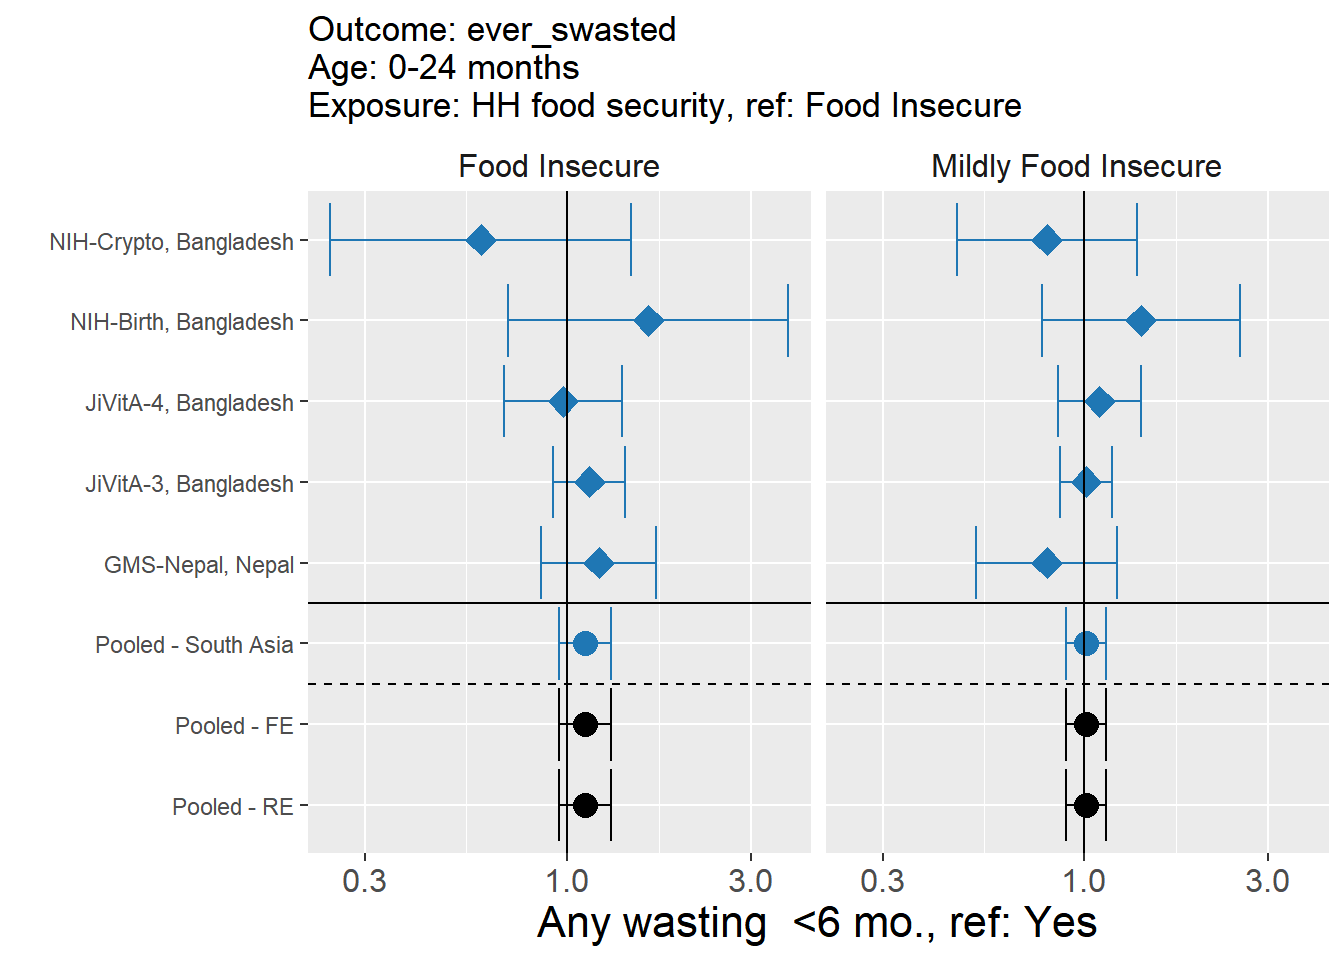 Outcome: ever_swasted
Age: 0-24 months
Exposure: HH food security, ref: Food Insecure
Food Insecure
Mildly Food Insecure
NIH-Crypto, Bangladesh
NIH-Birth, Bangladesh
JiVitA-4, Bangladesh
JiVitA-3, Bangladesh
GMS-Nepal, Nepal
Pooled - South Asia
Pooled - FE
Pooled - RE
0.3 1.0 3.0
0.3 1.0 3.0
Any wasting  <6 mo., ref: Yes